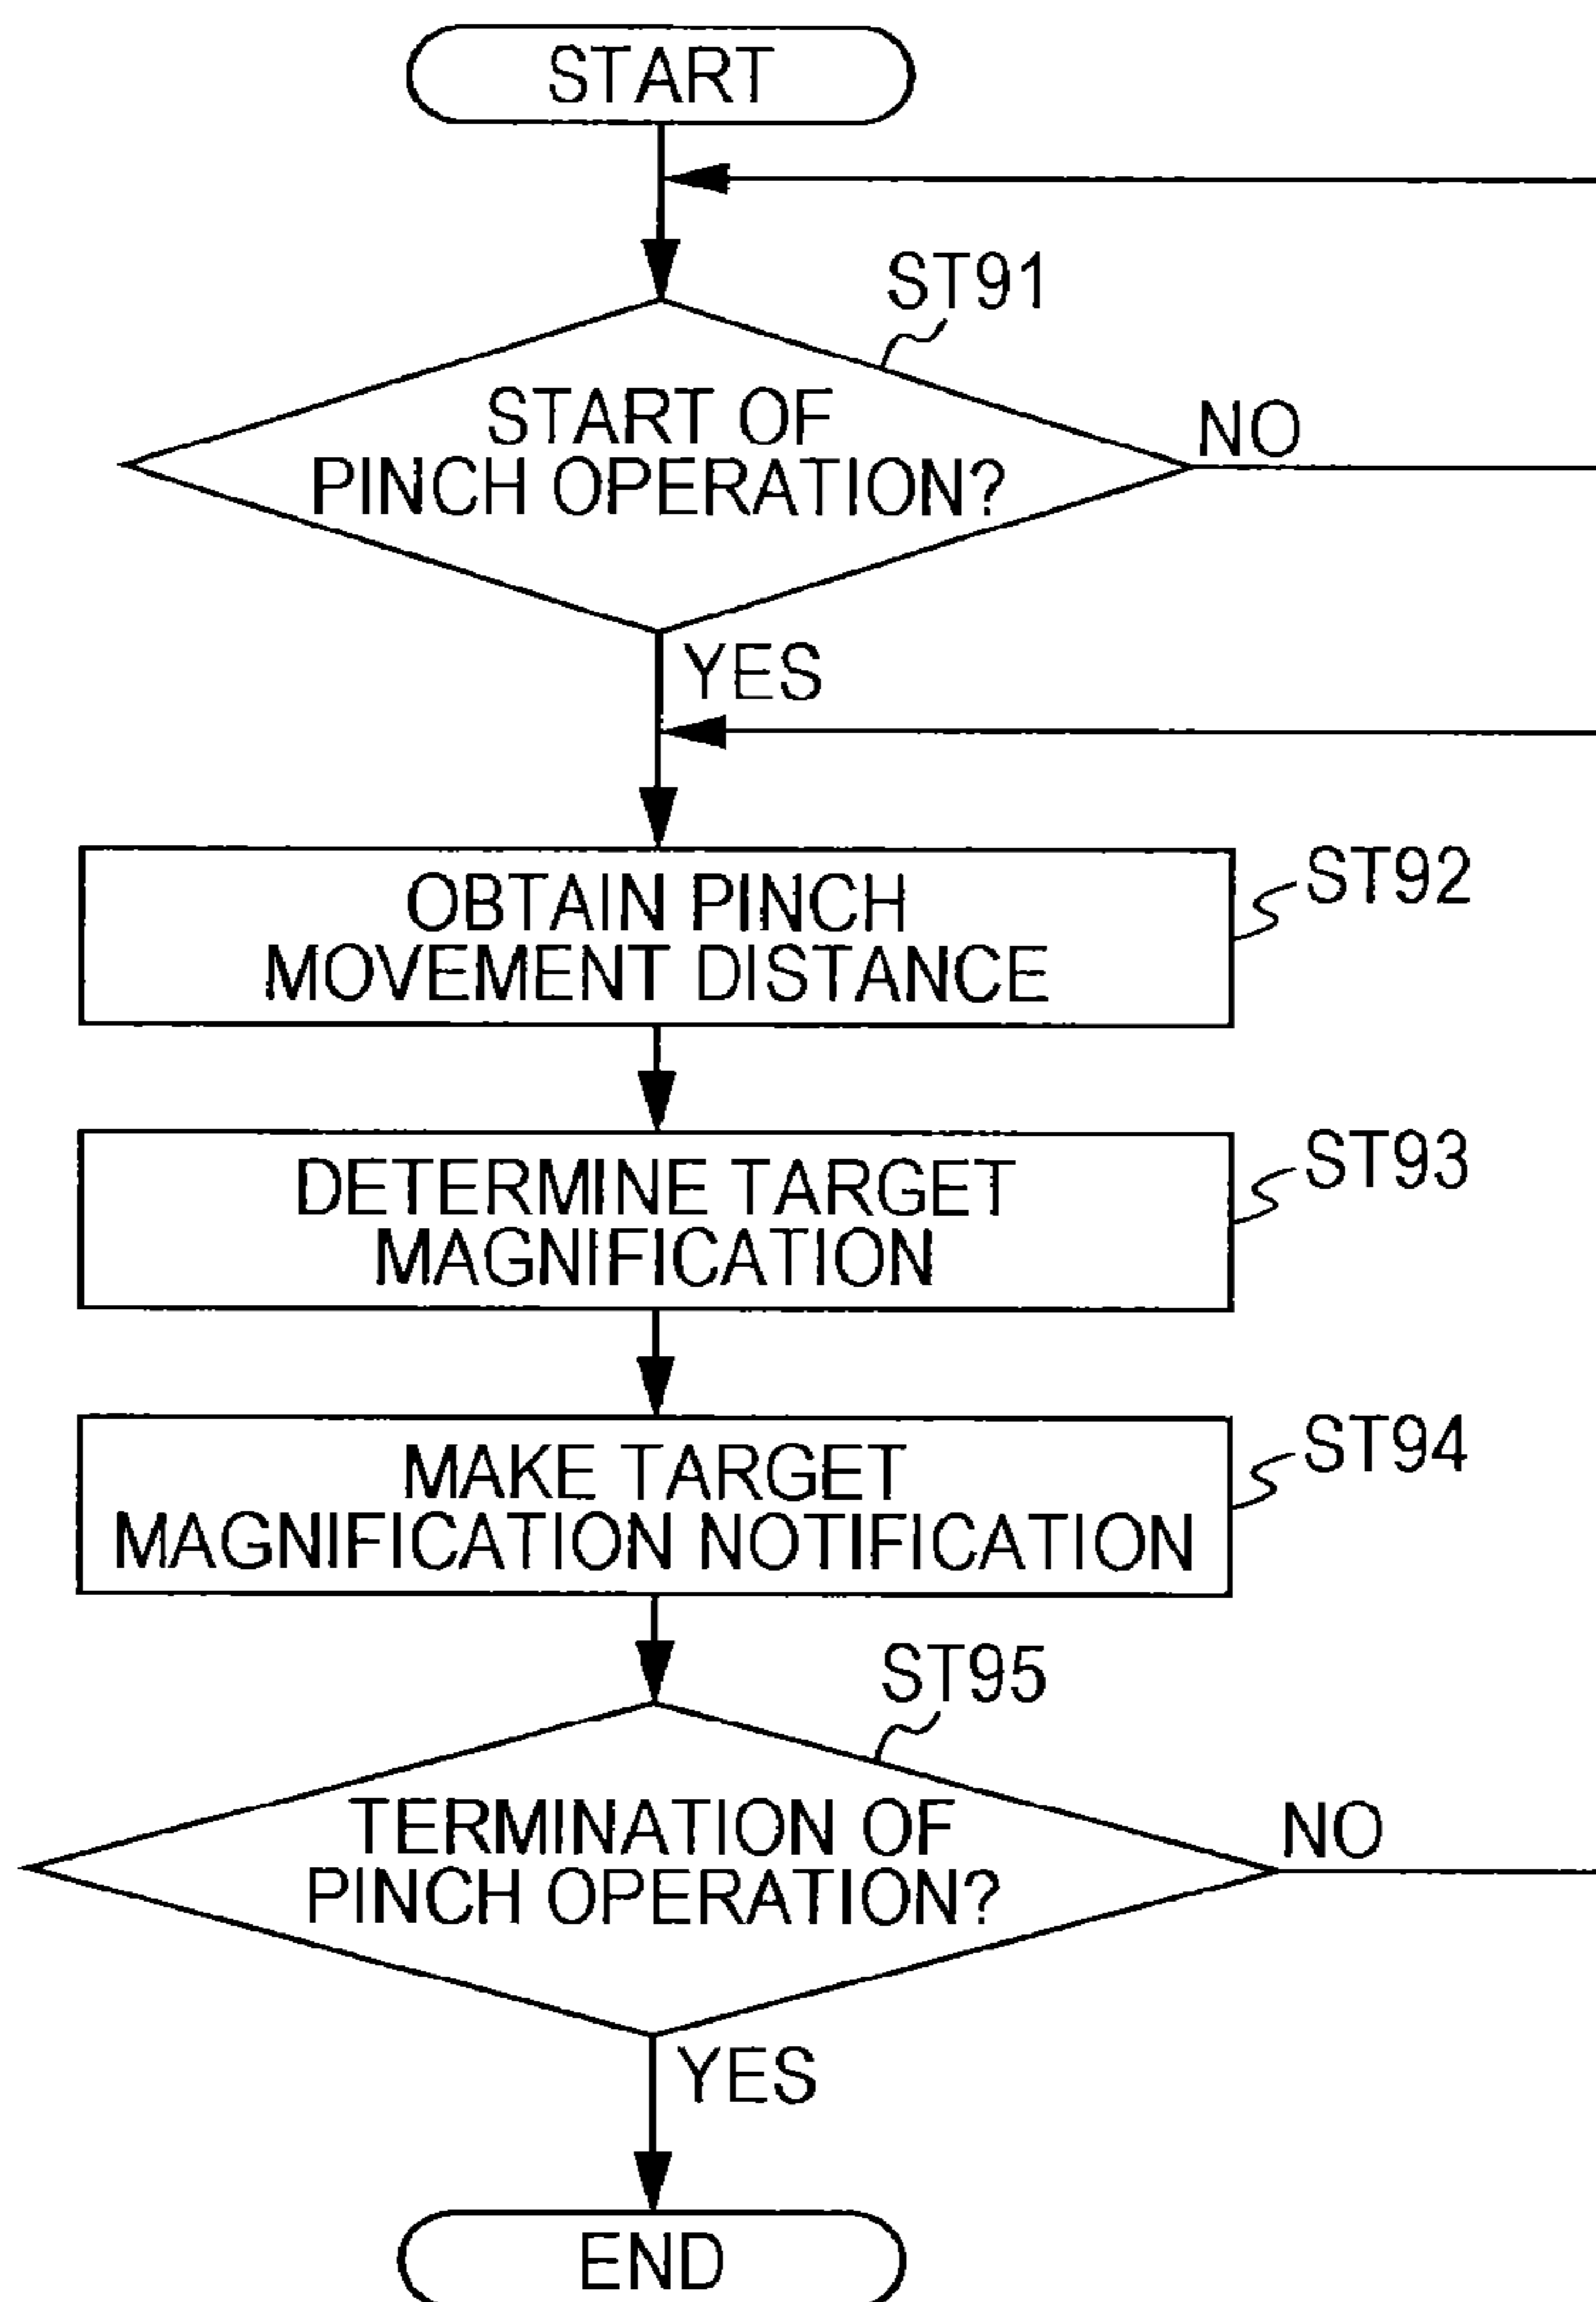 START
ST91
START OF
PINCH OPERATION?
NO
YES
OBTAIN PINCH
MOVEMENT DISTANCE
ST92
DETERMINE TARGET
MAGNIFICATION
ST93
MAKE TARGET
MAGNIFICATION NOTIFICATION
ST94
ST95
TERMINATION OF
PINCH OPERATION?
NO
YES
END